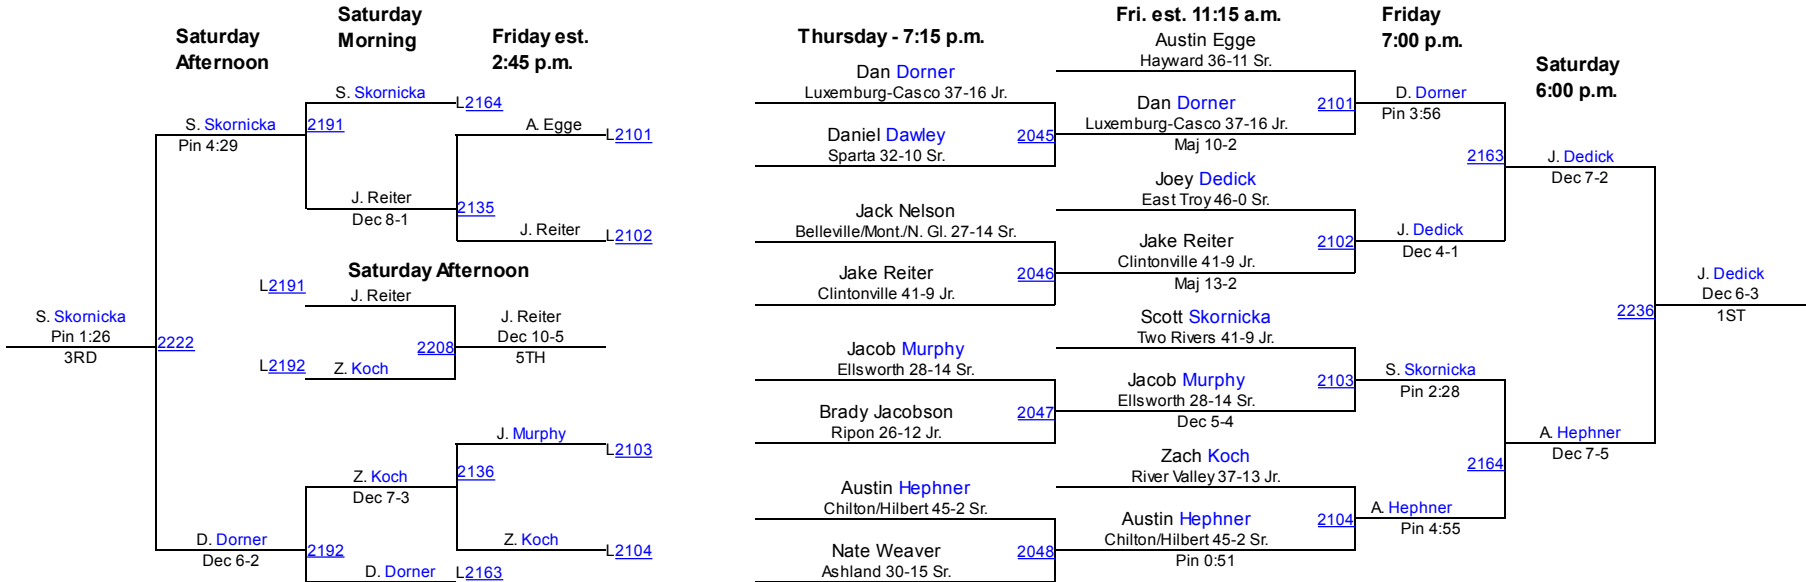 Saturday
Afternoon
Saturday
Morning
Friday est.
2:45 p.m.
S. Skornicka
L2164
S. Skornicka
2191
Pin 4:29
A. Egge
L2101
J. Reiter
Dec 8-1
2135
J. Reiter
L2102
Saturday Afternoon
L2191
J. Reiter
S. Skornicka
Pin 1:26
3RD
2222
J. Reiter
Dec 10-5
5TH
2208
L2192
Z. Koch
J. Murphy
L2103
Z. Koch
Dec 7-3
2136
D. Dorner
Dec 6-2
2192
Z. Koch
L2104
D. Dorner
L2163
Thursday - 7:15 p.m.
Dan Dorner
Luxemburg-Casco 37-16 Jr.
Daniel Dawley
Sparta 32-10 Sr.
2045
Jack Nelson
Belleville/Mont./N. Gl. 27-14 Sr.
Jake Reiter
Clintonville 41-9 Jr.
2046
Jacob Murphy
Ellsworth 28-14 Sr.
Brady Jacobson
Ripon 26-12 Jr.
2047
Austin Hephner
Chilton/Hilbert 45-2 Sr.
Nate Weaver
Ashland 30-15 Sr.
2048
Fri. est. 11:15 a.m.
Austin Egge
Hayward 36-11 Sr.
Dan Dorner
Luxemburg-Casco 37-16 Jr.
Maj 10-2
2101
Joey Dedick
East Troy 46-0 Sr.
Jake Reiter
Clintonville 41-9 Jr.
Maj 13-2
2102
Scott Skornicka
Two Rivers 41-9 Jr.
Jacob Murphy
Ellsworth 28-14 Sr.
Dec 5-4
2103
Zach Koch
River Valley 37-13 Jr.
Austin Hephner
Chilton/Hilbert 45-2 Sr.
Pin 0:51
2104
Friday
7:00 p.m.
D. Dorner
Pin 3:56
2163
J. Dedick
Dec 4-1
S. Skornicka
Pin 2:28
2164
A. Hephner
Pin 4:55
Saturday
6:00 p.m.
J. Dedick
Dec 7-2
2236
A. Hephner
Dec 7-5
J. Dedick
Dec 6-3
1ST